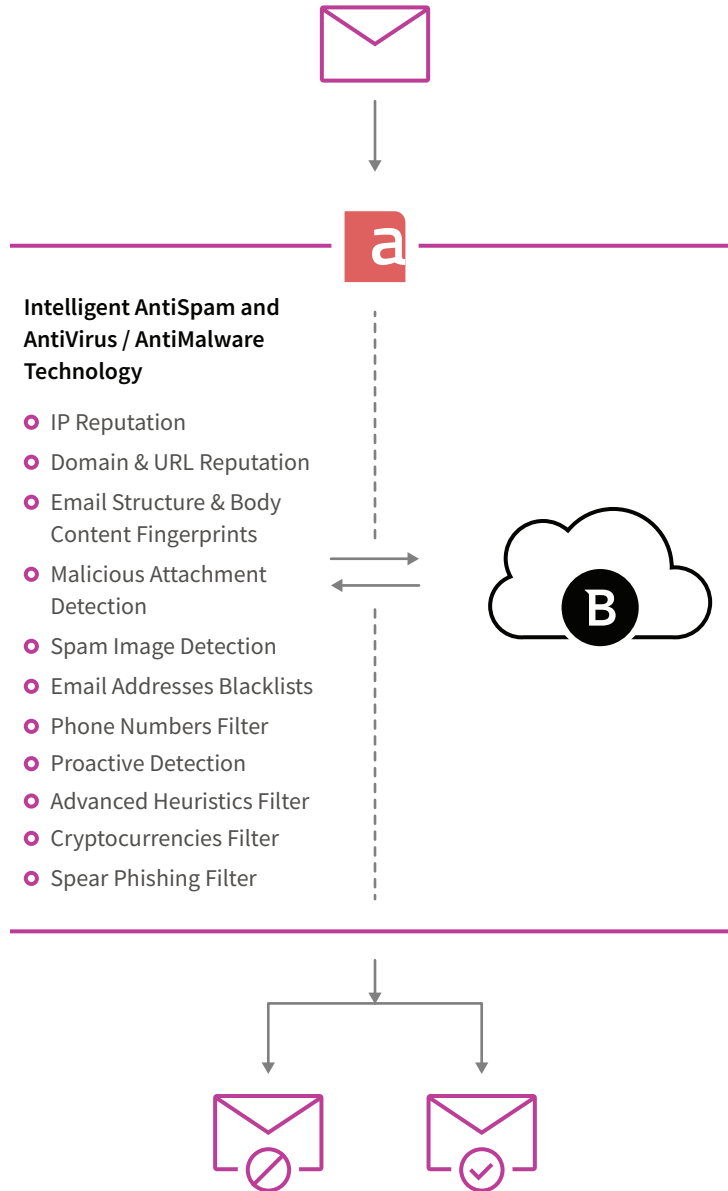 a
Intelligent AntiSpam and
AntiVirus / AntiMalware
Technology
IP Reputation
Domain & URL Reputation
Email Structure & Body
Content Fingerprints
Malicious Attachment
Detection
Spam Image Detection
Email Addresses Blacklists
Phone Numbers Filter
Proactive Detection
Advanced Heuristics Filter
Cryptocurrencies Filter
Spear Phishing Filter
B